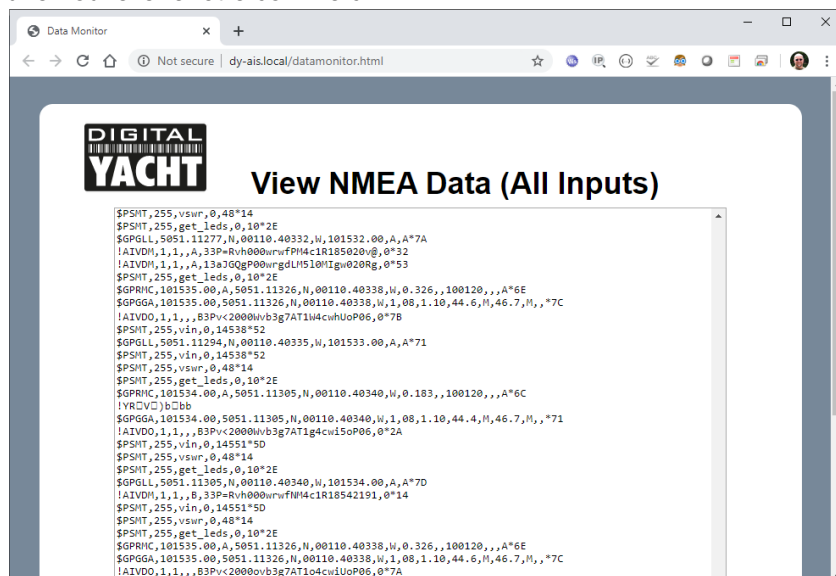 Data Monitor
Not secure | dy-ais.local/datamonitor.html
DIGITAL
YACHT
View NMEA Data (All Inputs)
$PSMT,255,vswr,0,48*14
$PSMT,255,get_leds,0,10*2E
$GPGLL,5051.11277,N,00110.40332,W,101532.00,A,A*7A
!AIVDM,1,1,,A,33P=Rvh000wrwfPM4c1R185020v@,0*32
!AIVDM,1,1,,A,13aJGQgP00wrgdLM5l0MIgw020Rg,0*53
$PSMT,255,get_leds,0,10*2E
$GPRMC,101535.00,A,5051.11326,N,00110.40338,W,0.326,,100120,,,A*6E
$GPGGA,101535.00,5051.11326,N,00110.40338,W,1,08,1.10,44.6,M,46.7,M,,*7C
!AIVDO,1,1,,,B3Pv<2000Wvb3g7AT1W4cwhUoP06,0*7B
$PSMT,255,vin,0,14538*52
$GPGLL,5051.11294,N,00110.40335,W,101533.00,A,A*71
$PSMT,255,vin,0,14538*52
$PSMT,255,vswr,0,48*14
$PSMT,255,get_leds,0,10*2E
$GPRMC,101534.00,A,5051.11305,N,00110.40340,W,0.183,,100120,,,A*6C
!YR□V□)b□bb
$GPGGA,101534.00,5051.11305,N,00110.40340,W,1,08,1.10,44.4,M,46.7,M,,*71
!AIVDO,1,1,,,B3Pv<2000Wvb3g7AT1g4cwi5oP06,0*2A
$PSMT,255,vin,0,14551*5D
$PSMT,255,vswr,0,48*14
$PSMT,255,get_leds,0,10*2E
$GPGLL,5051.11305,N,00110.40340,W,101534.00,A,A*7D
!AIVDM,1,1,,B,33P=Rvh000wrwfNM4c1R18542191,0*14
$PSMT,255,vin,0,14551*5D
$PSMT,255,vswr,0,48*14
$PSMT,255,get_leds,0,10*2E
$GPRMC,101535.00,A,5051.11326,N,00110.40338,W,0.326,,100120,,,A*6E
$GPGGA,101535.00,5051.11326,N,00110.40338,W,1,08,1.10,44.6,M,46.7,M,,*7C
!AIVDO,1,1,,,B3Pv<2000ovb3g7AT1o4cwiUoP06,0*7A